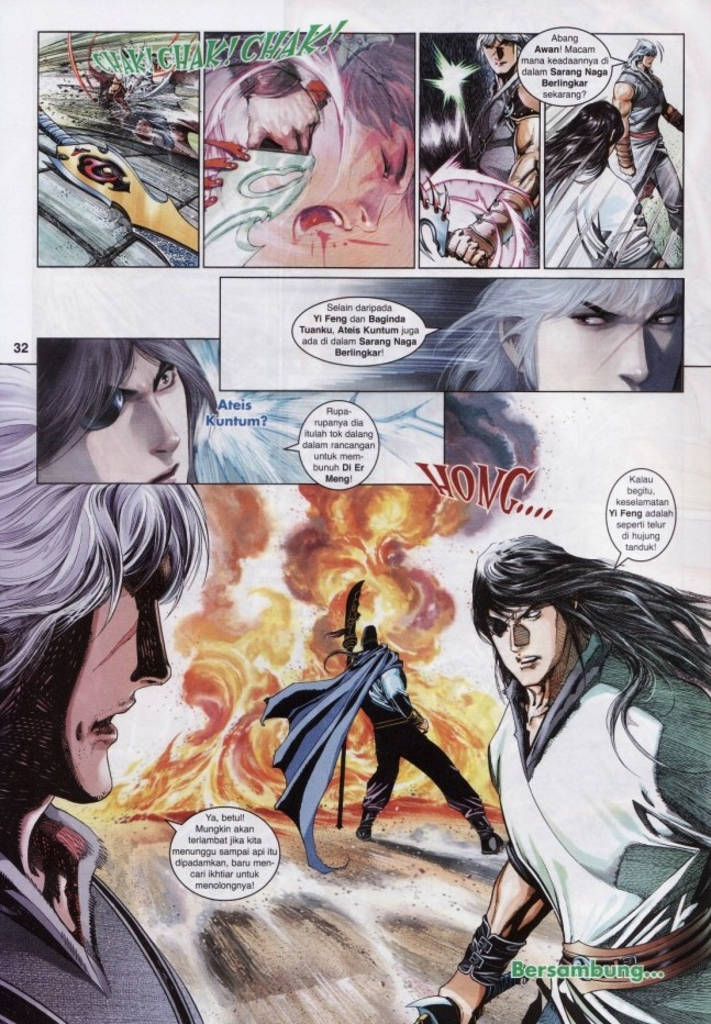 CHAK! CHAK! CHAK!
Abang
Awan! Macam
mana keadaannya di
dalam Sarang Naga
Berlingkar
sekarang?
Selain daripada
Yi Feng dan Baginda
Tuanku, Ateis Kuntum juga
ada di dalam Sarang Naga
Berlingkar!
32
Ateis
Kuntum?
Rupa-
rupanya dia
itulah tok dalang
dalam rancangan
untuk mem-
bunuh Di Er
Meng!
HONG....
Kalau
begitu,
keselamatan
Yi Feng adalah
seperti telur
di hujung
tanduk!
Ya, betul!
Mungkin akan
terlambat jika kita
menunggu sampai api itu
dipadamkan, baru men-
cari ikhtiar untuk
menolongnya!
Bersambung...